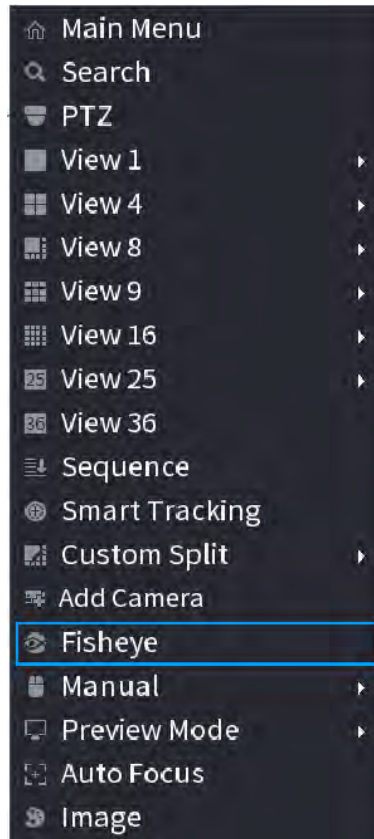 Main Menu
Search
PTZ
View 1
View 4
View 8
View 9
View 16
25 View 25
36 View 36
Sequence
Smart Tracking
Custom Split
Add Camera
Fisheye
Manual
Preview Mode
Auto Focus
Image